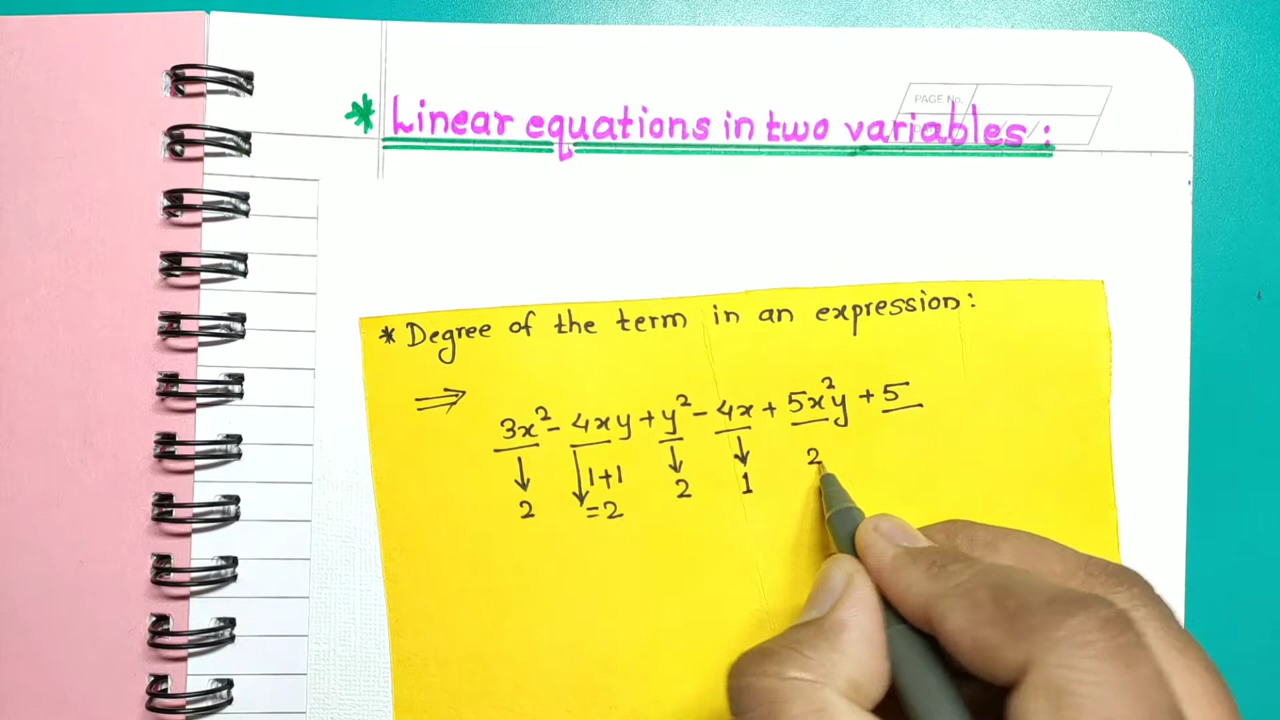 PAGE No.
* Linear equations in two variables :
* Degree of the term in an expression:
⇒ 3x² - 4xy + y² - 4x + 5x²y + 5
↓ ↓ 1+1 ↓ ↓ 2
2 =2 2 1